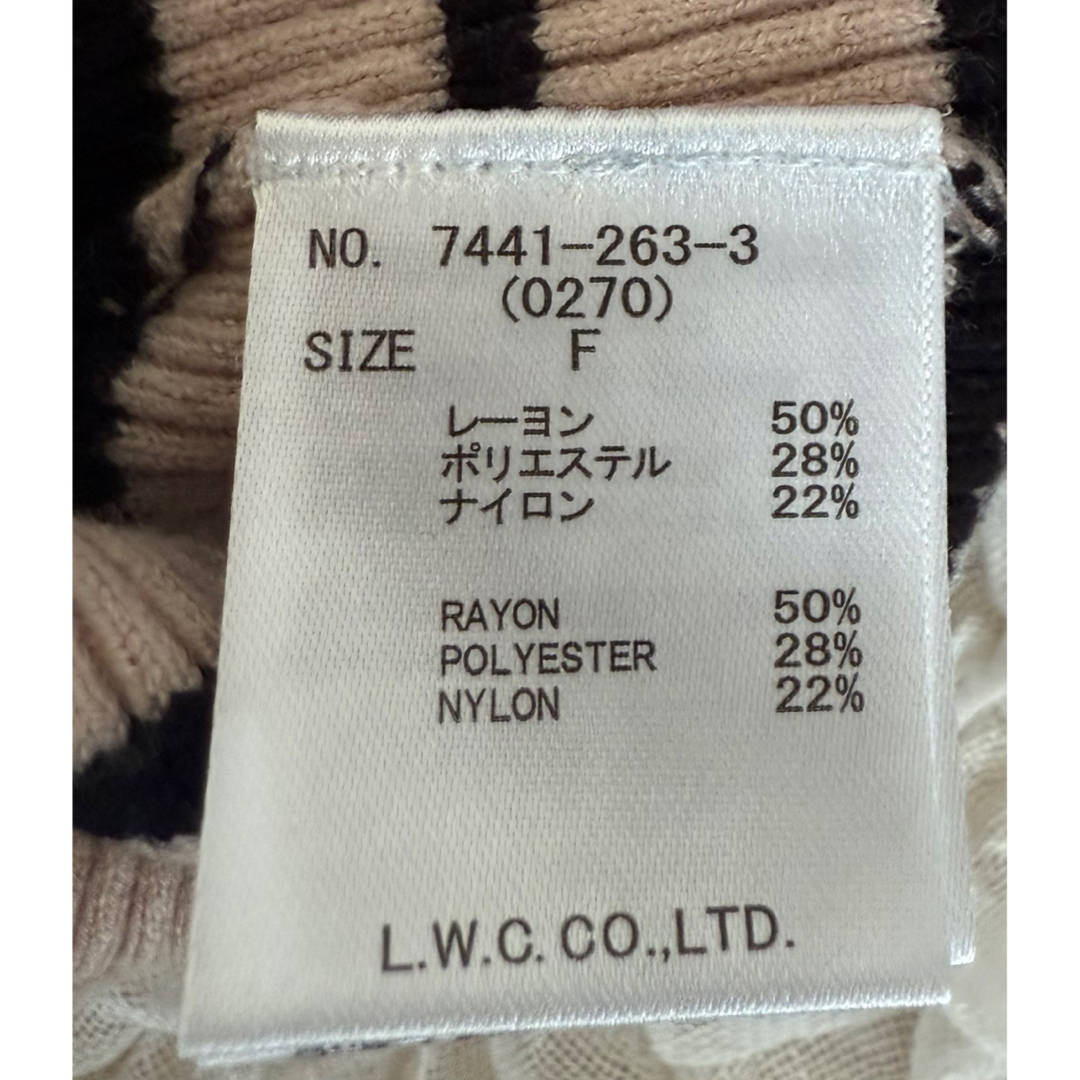 NO. 7441-263-3
(0270)
SIZE F
レーヨン 50%
ポリエステル 28%
ナイロン 22%
RAYON 50%
POLYESTER 28%
NYLON 22%
L.W.C. CO.,LTD.